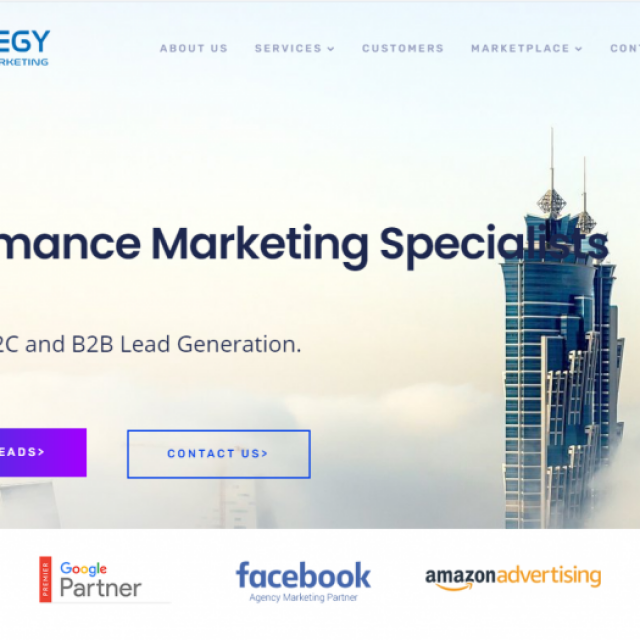 EGY
RKETING
ABOUT US SERVICES CUSTOMERS MARKETPLACE CON
mance Marketing Specialists
2C and B2B Lead Generation.
EADS> CONTACT US>
PREMIER
Google
Partner
facebook
Agency Marketing Partner
amazonadvertising